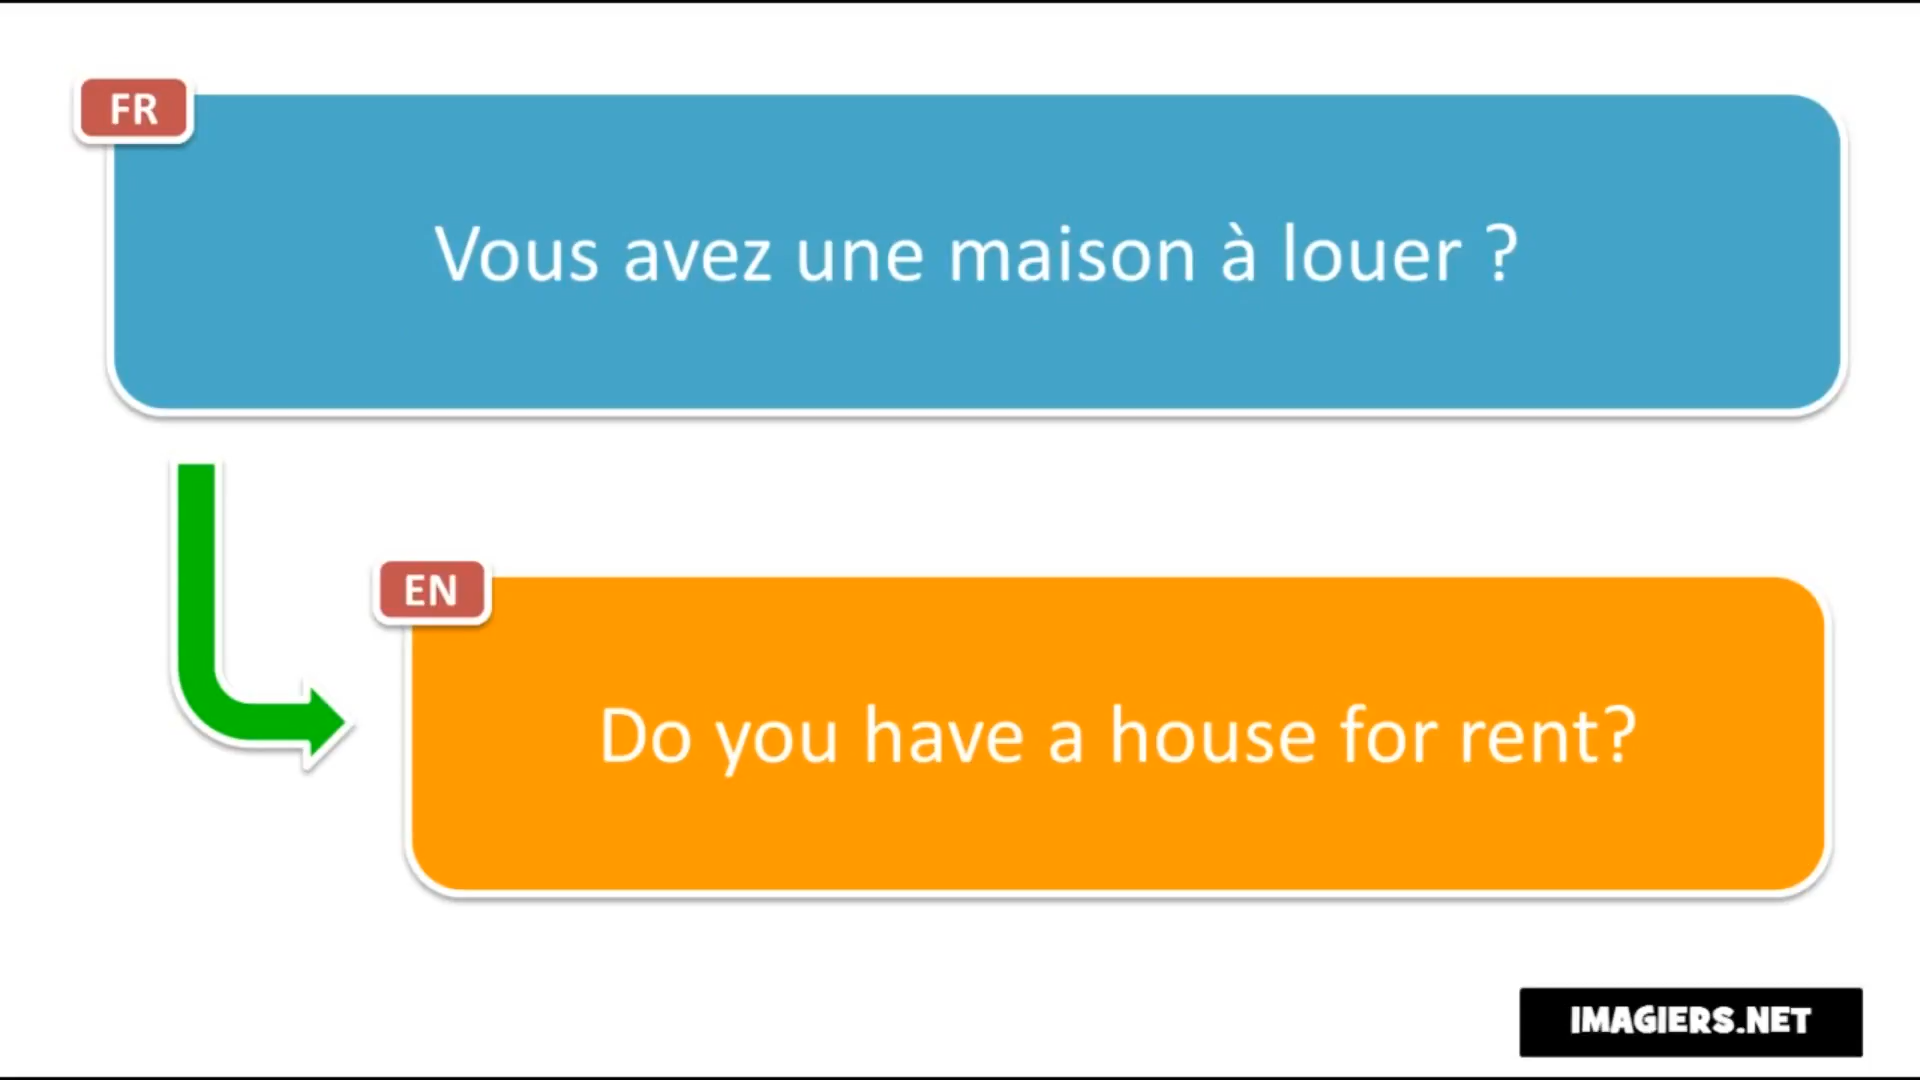 FR
Vous avez une maison à louer ?
EN
Do you have a house for rent?
IMAGIERS.NET